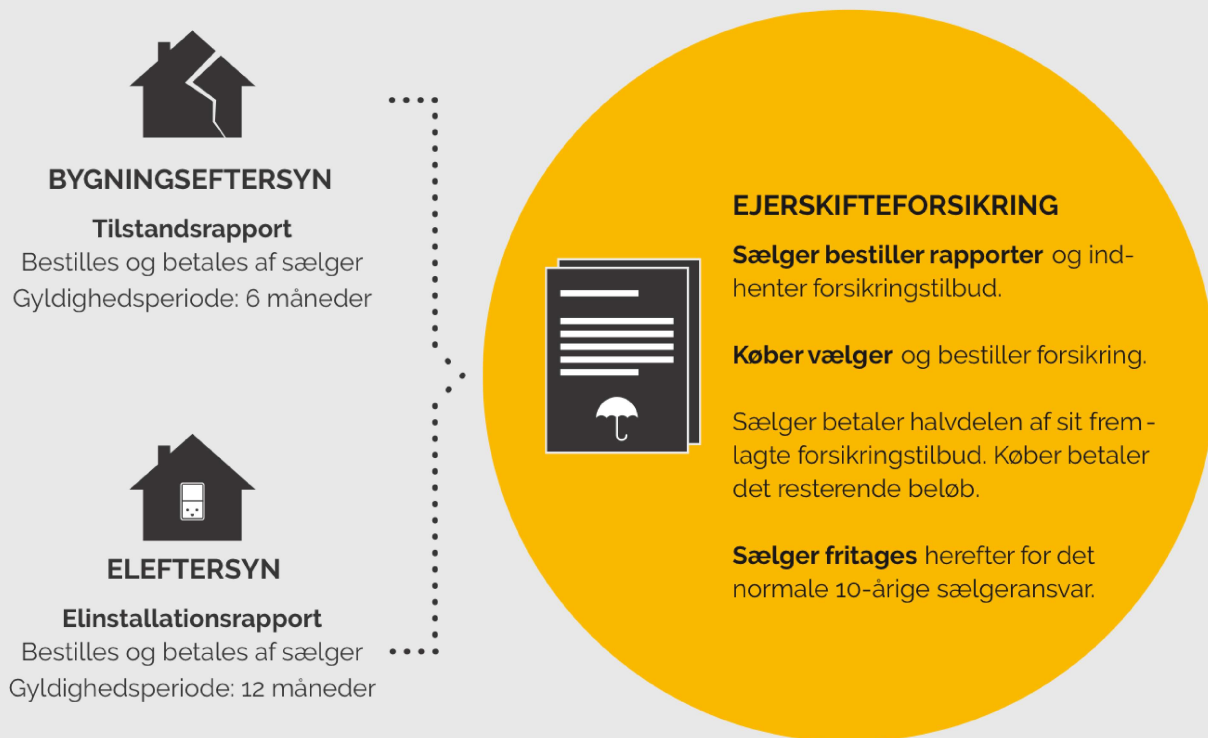 BYGNINGSEFTERSYN
Tilstandsrapport
Bestilles og betales af sælger
Gyldighedsperiode: 6 måneder
ELEFTERSYN
Elinstallationsrapport
Bestilles og betales af sælger
Gyldighedsperiode: 12 måneder
EJERSKIFTEFORSIKRING
Sælger bestiller rapporter og ind-
henter forsikringstilbud.
Køber vælger og bestiller forsikring.
Sælger betaler halvdelen af sit frem-
lagte forsikringstilbud. Køber betaler
det resterende beløb.
Sælger fritages herefter for det
normale 10-årige sælgeransvar.